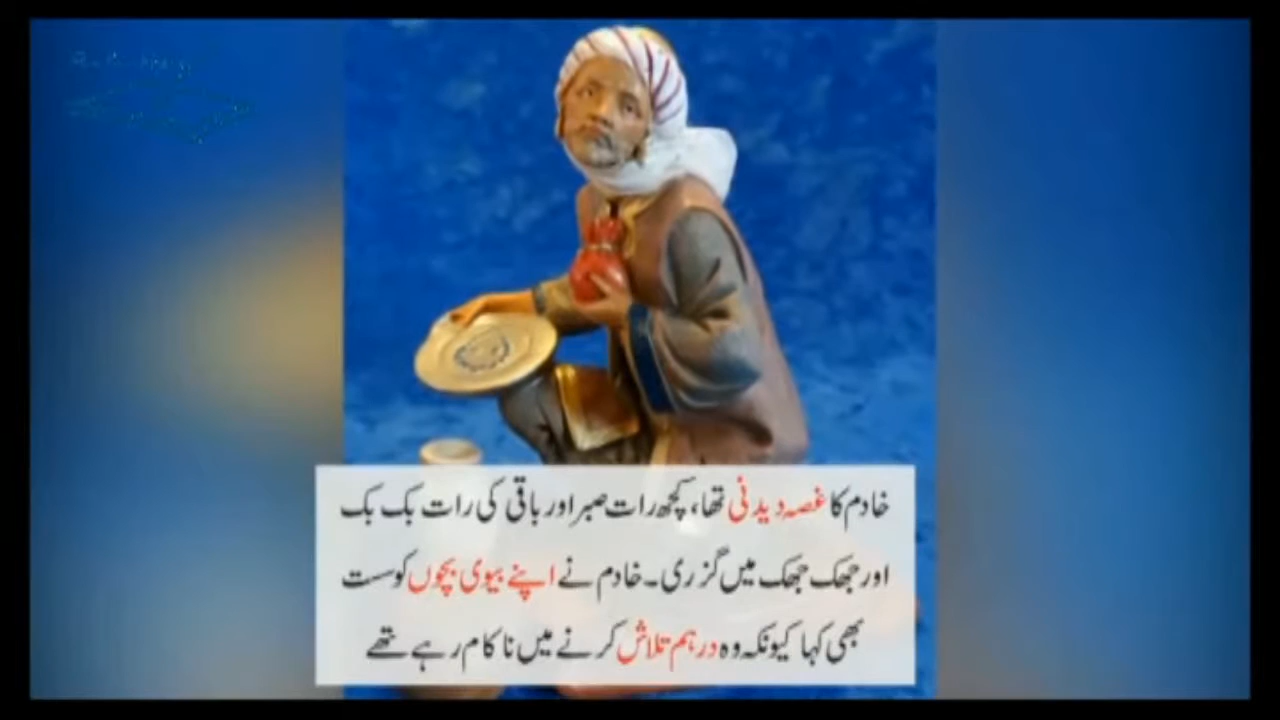 خادم کا غصہ دیدنی تھا، کچھ رات صبر اور باقی کی رات بک بک
اور جھک جھک میں گزری۔ خادم نے اپنے بیوی بچوں کو سست
بھی کہا کیونکہ وہ درہم تلاش کرنے میں ناکام رہے تھے